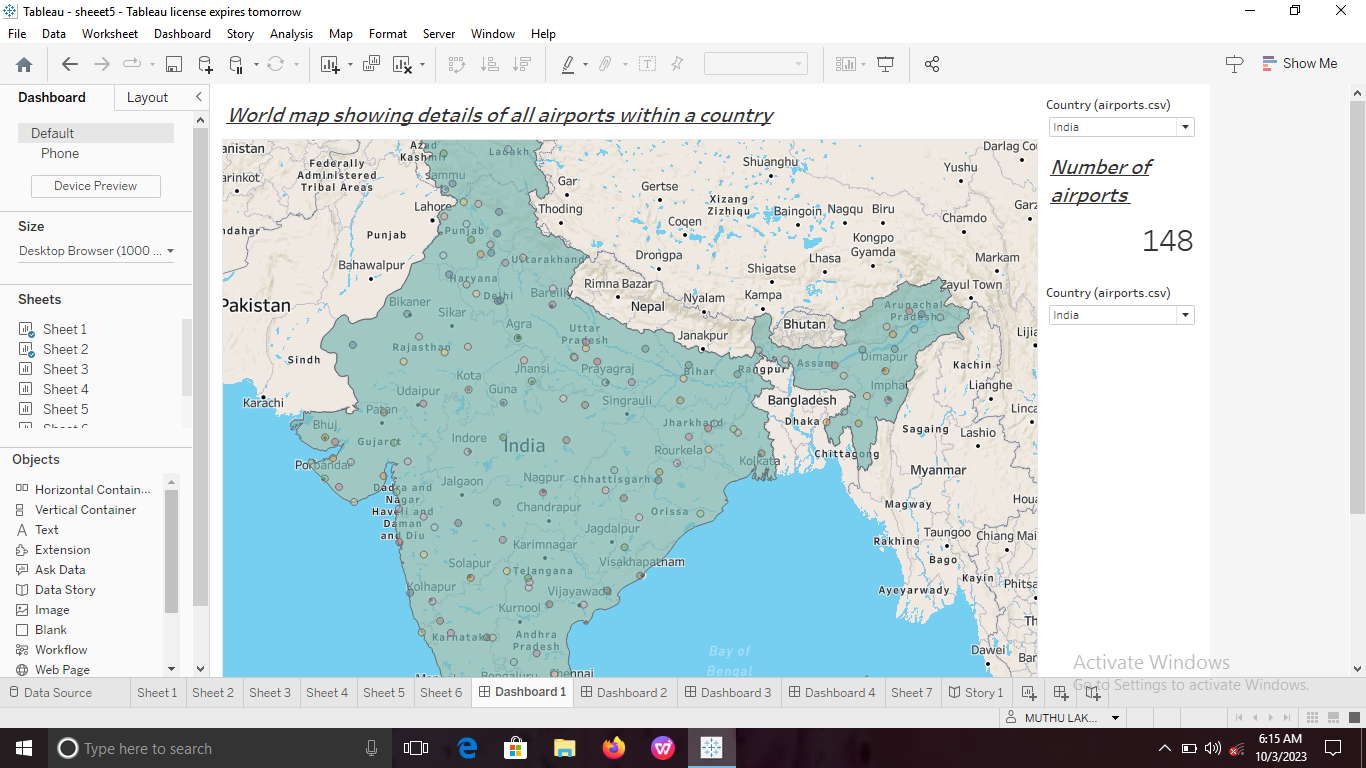 Tableau - sheeet5 - Tableau license expires tomorrow
File Data Worksheet Dashboard Story Analysis Map Format Server Window Help
Show Me
Dashboard Layout
Default
Phone
Device Preview
Size
Desktop Browser (1000 ...
Sheets
Sheet 1
Sheet 2
Sheet 3
Sheet 4
Sheet 5
Objects
Horizontal Contain...
Vertical Container
Text
Extension
Ask Data
Data Story
Image
Blank
Workflow
Web Page
World map showing details of all airports within a country
anistan
Azad
Kashmir
Ladakh
Federally
Administered
Tribal Areas
arinkot
Jammu
Gar
Gertse
Shuanghu
Yushu
Darlag Co
Lahore
Thoding
Xizang
Zizhiqu
Coqen
Baingoin
Nagqu
Biru
Chamdo
Garz
ndahar
Punjab
Punjab
Kongpo
Gyamda
Bahawalpur
Uttarakhand
Drongpa
Shigatse
Lhasa
Markam
Haryana
Delhi
Bareilly
Rimna Bazar
Nyalam
Kampa
Zayul Town
Pakistan
Bikaner
Sikar
Nepal
Arunachal
Pradesh
Agra
Uttar
Pradesh
Janakpur
Bhutan
Lijia
Sindh
Rajasthan
Jhansi
Prayagraj
Bihar
Rangpur
Assam
Dimapur
Kachin
Udaipur
Kota
Guna
Singrauli
Imphal
Lianghe
Karachi
Patan
Bangladesh
Linca
Bhuj
Gujarat
Indore
India
Jharkhand
Dhaka
Sagaing
Lashio
Porbandar
Rourkela
Kolkata
Chittagong
Myanmar
Jalgaon
Nagpur
Chhattisgarh
Dadra and
Nagar
Haveli and
Daman
and Diu
Chandrapur
Orissa
Magway
Houa
Jagdalpur
Karimnagar
Rakhine
Taungoo
Chiang Mai
Solapur
Telangana
Visakhapatnam
Bago
Kayin
Phitsa
Kolhapur
Vijayawada
Ayeyarwady
Kurnool
Karnataka
Andhra
Pradesh
Bay of
Bengal
Dawei
Bengaluru
Chennai
Country (airports.csv)
India
Number of
airports
148
Country (airports.csv)
India
Activate Windows
Go to Settings to activate Windows.
Data Source Sheet 1 Sheet 2 Sheet 3 Sheet 4 Sheet 5 Sheet 6 Dashboard 1 Dashboard 2 Dashboard 3 Dashboard 4 Sheet 7 Story 1
MUTHU LAK...
Type here to search
6:15 AM
10/3/2023